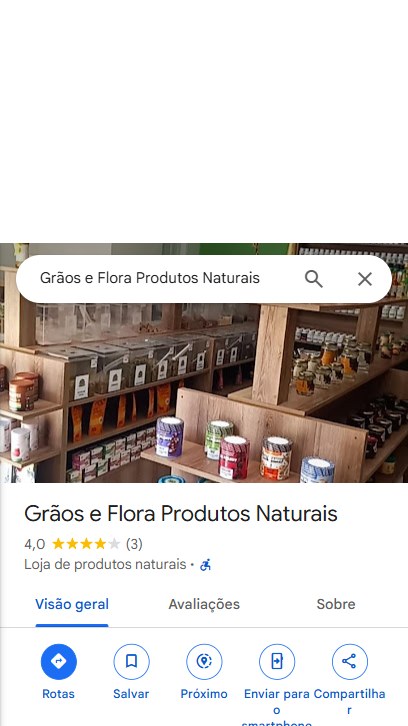 Grãos e Flora Produtos Naturais
Grãos e Flora Produtos Naturais
4,0 (3)
Loja de produtos naturais ·
Visão geral Avaliações Sobre
Rotas Salvar Próximo Enviar para o smartphone Compartilhar